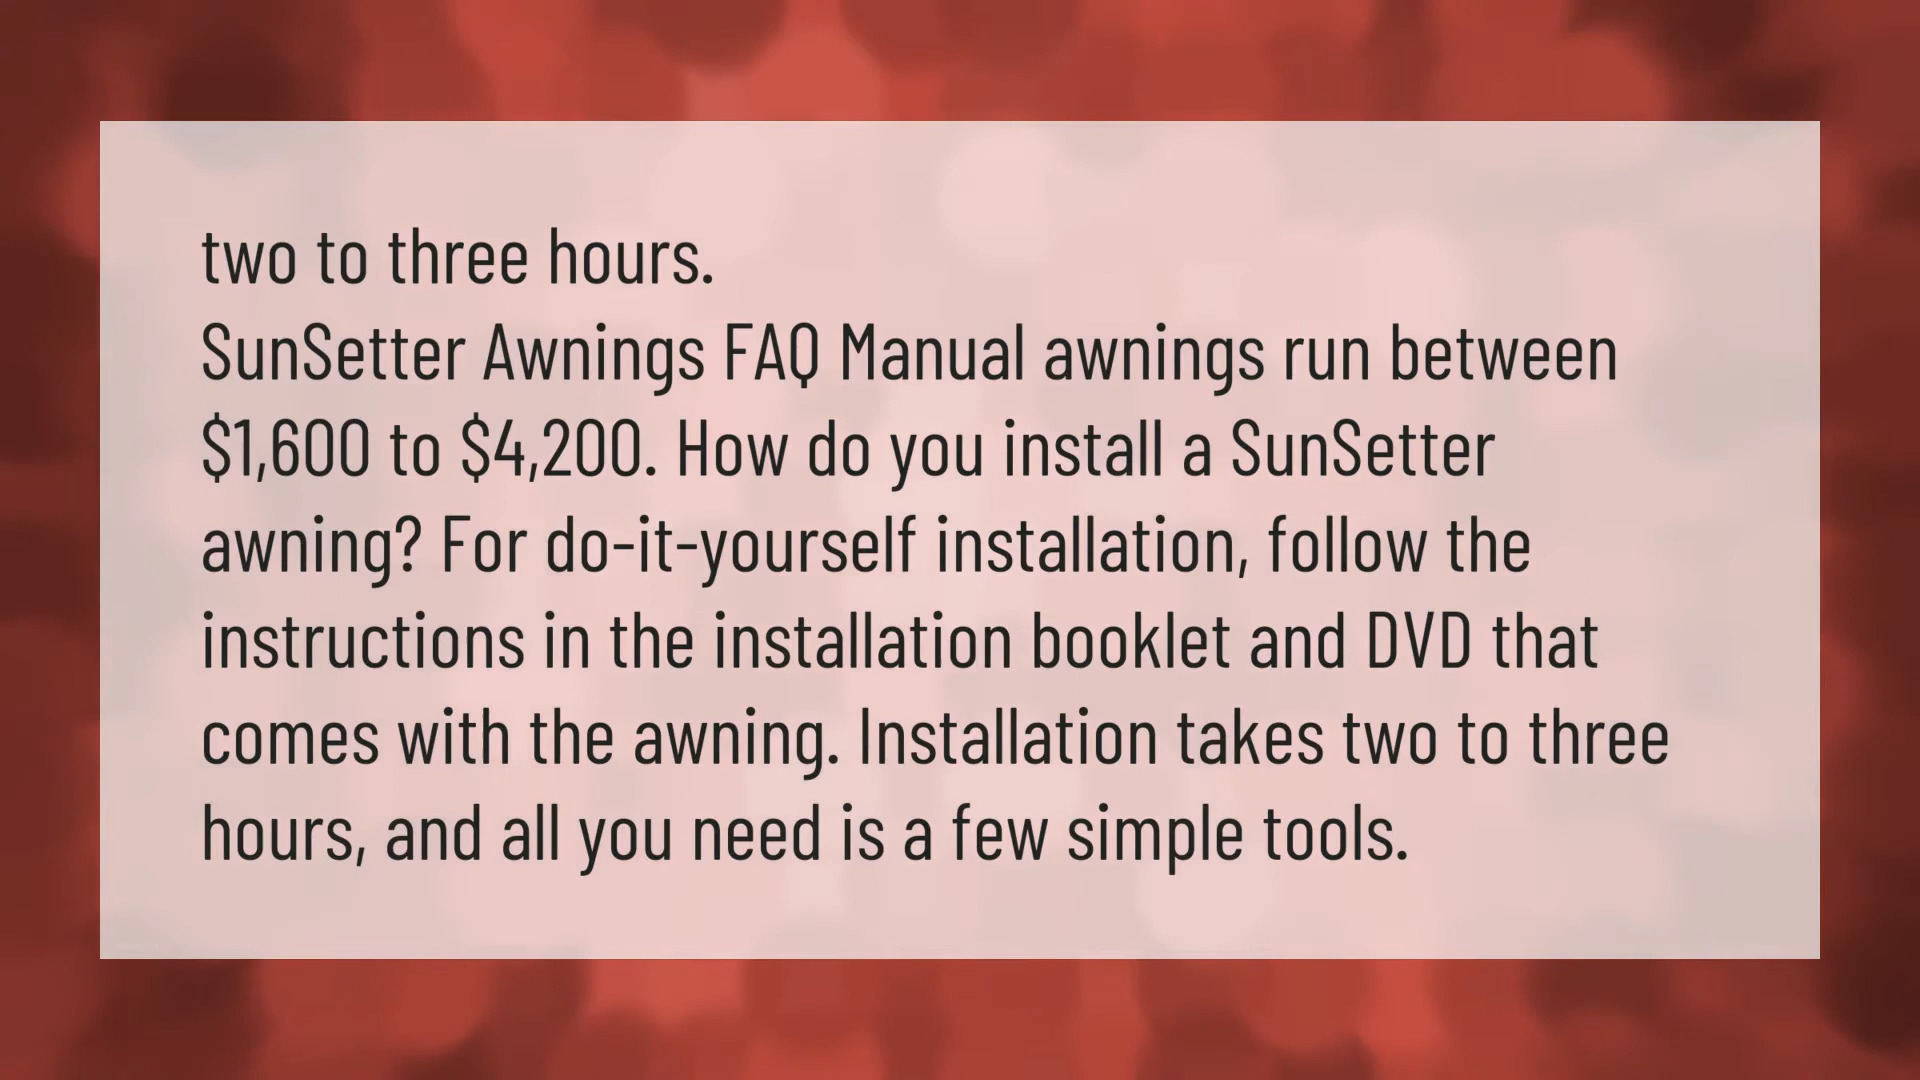 two to three hours.
SunSetter Awnings FAQ Manual awnings run between
$1,600 to $4,200. How do you install a SunSetter
awning? For do-it-yourself installation, follow the
instructions in the installation booklet and DVD that
comes with the awning. Installation takes two to three
hours, and all you need is a few simple tools.